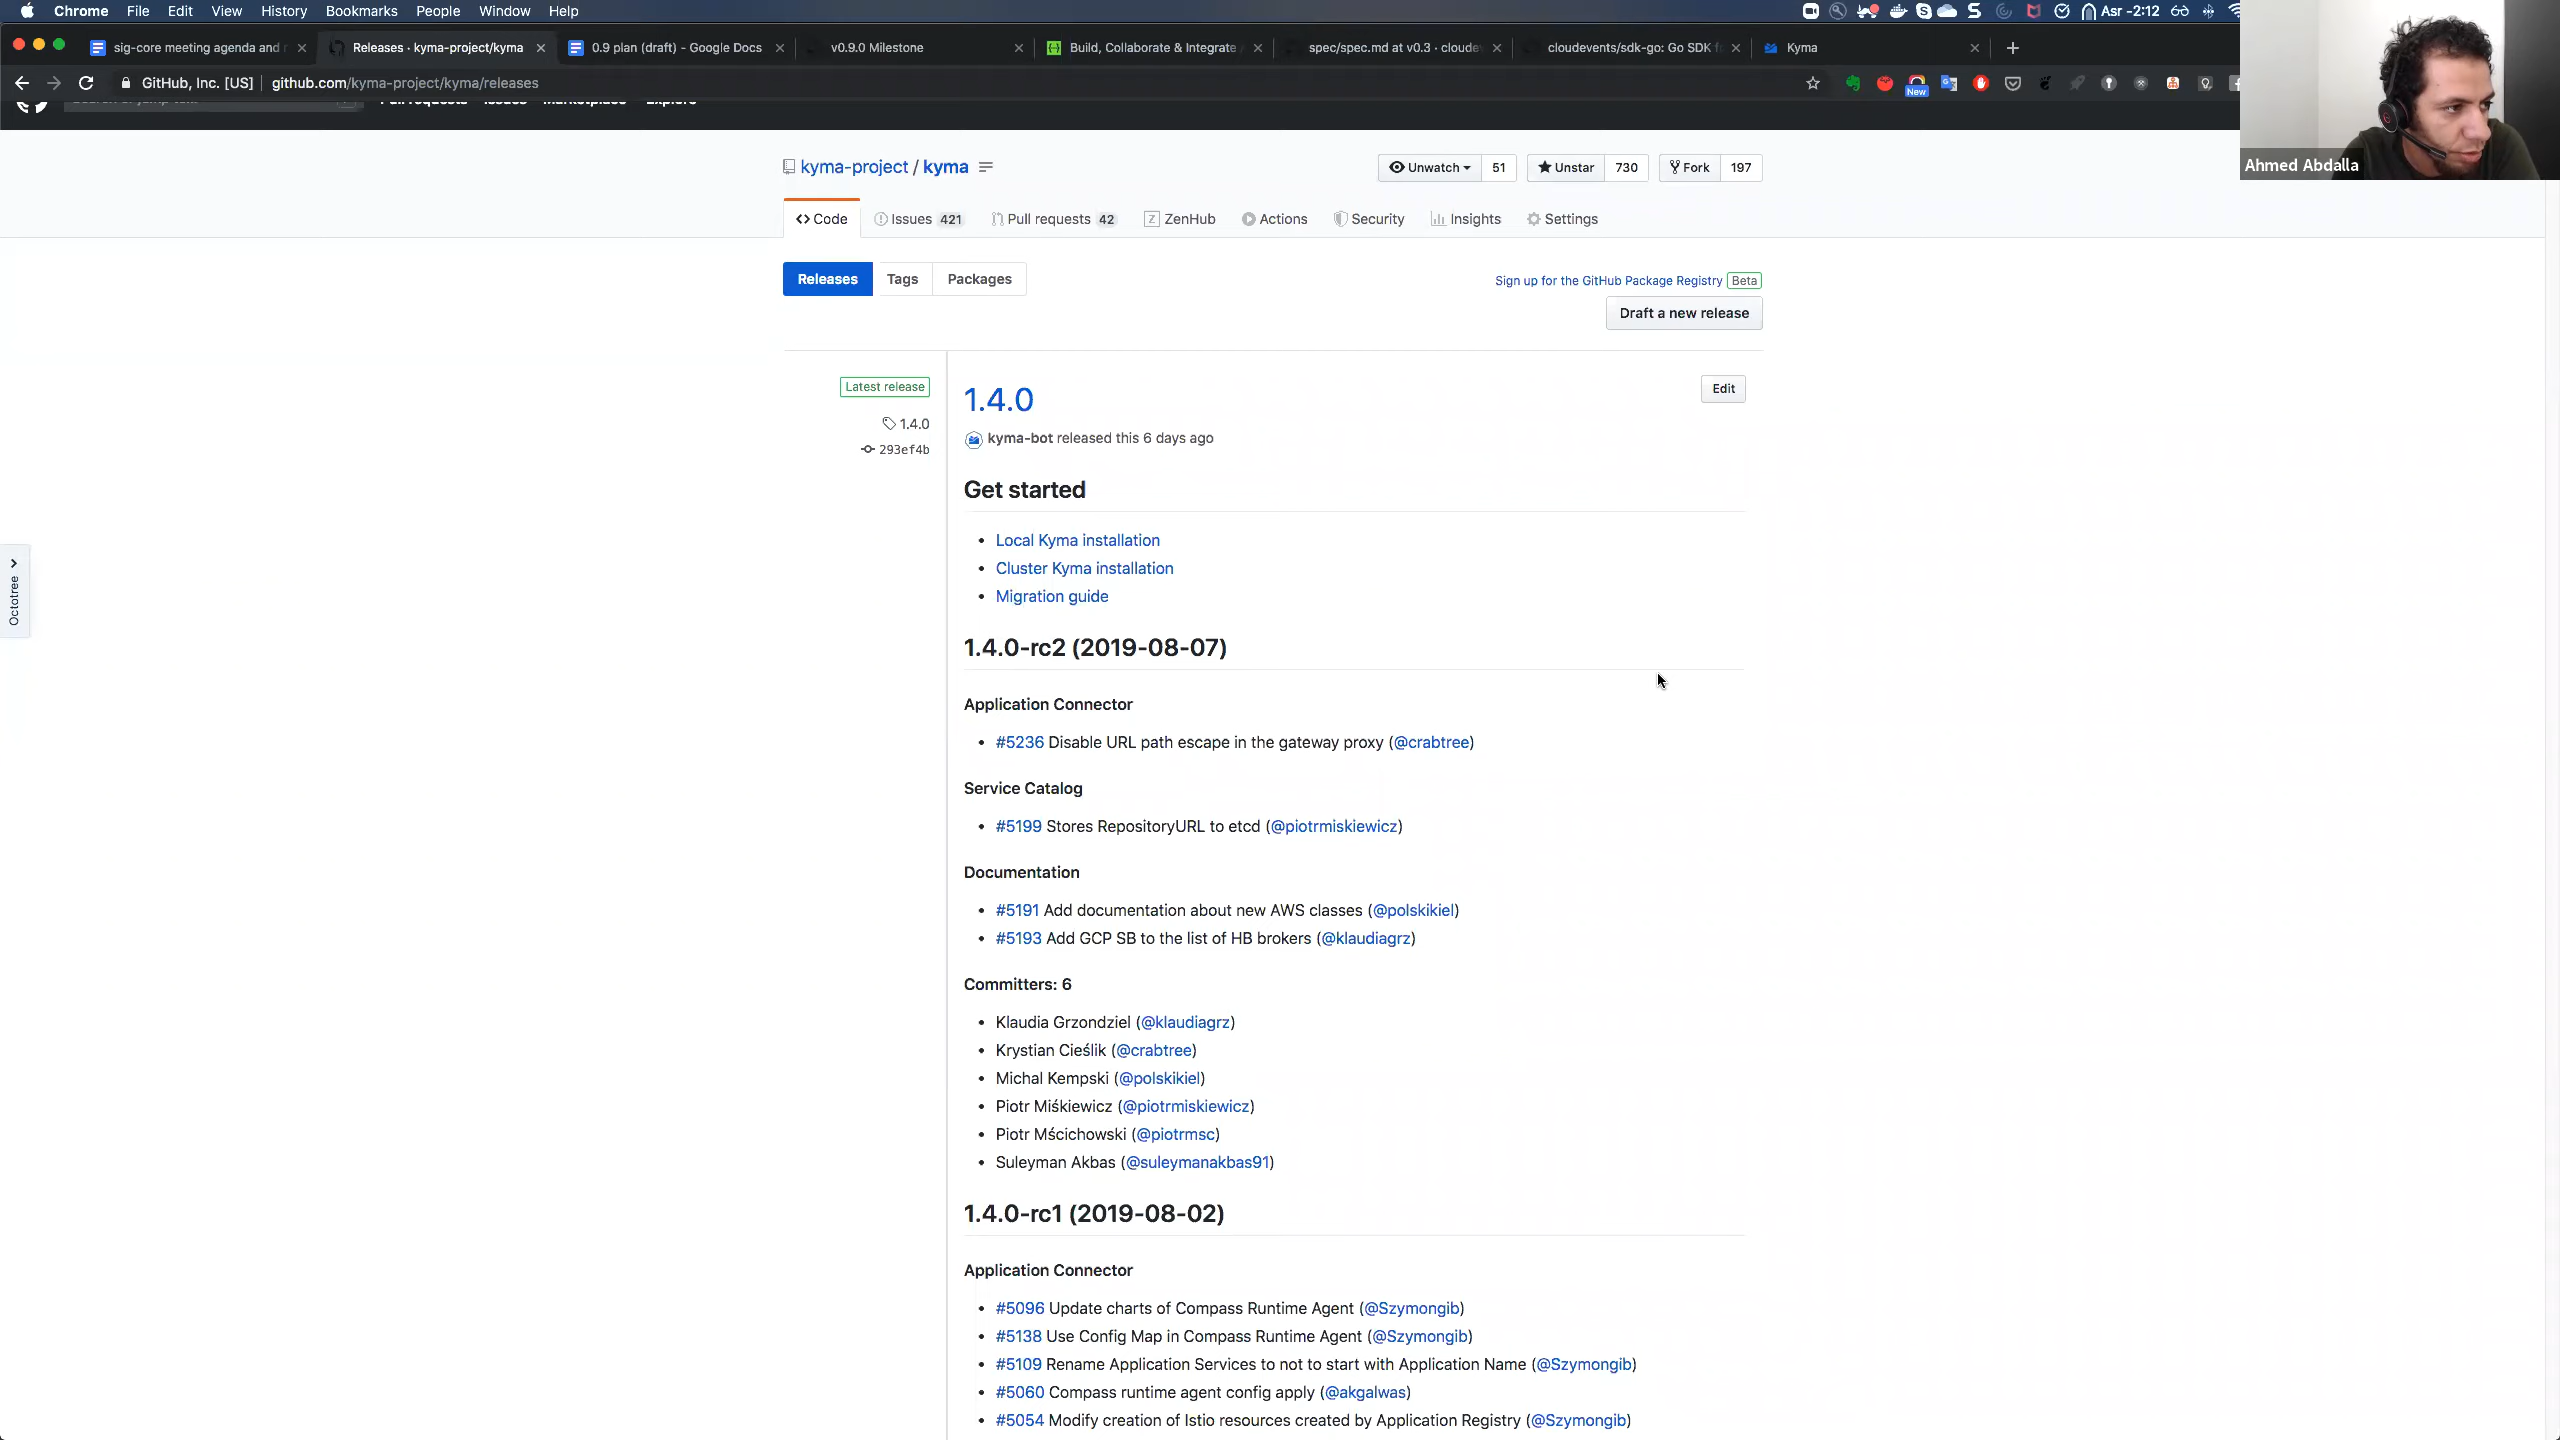 Chrome File Edit View History Bookmarks People Window Help
Asr -2:12
sig-core meeting agenda and
Releases · kyma-project/kyma
0.9 plan (draft) - Google Docs
v0.9.0 Milestone
Build, Collaborate & Integrate
spec/spec.md at v0.3 · cloude
cloudevents/sdk-go: Go SDK f
Kyma
GitHub, Inc. [US] github.com/kyma-project/kyma/releases
New
Ahmed Abdalla
kyma-project / kyma
Unwatch 51
Unstar 730
Fork 197
Code
Issues 421
Pull requests 42
ZenHub
Actions
Security
Insights
Settings
Releases Tags Packages
Sign up for the GitHub Package Registry Beta
Draft a new release
Latest release
1.4.0
293ef4b
1.4.0
Edit
kyma-bot released this 6 days ago
Get started
Local Kyma installation
Cluster Kyma installation
Migration guide
Octotree
1.4.0-rc2 (2019-08-07)
Application Connector
#5236 Disable URL path escape in the gateway proxy (@crabtree)
Service Catalog
#5199 Stores RepositoryURL to etcd (@piotrmiskiewicz)
Documentation
#5191 Add documentation about new AWS classes (@polskikiel)
#5193 Add GCP SB to the list of HB brokers (@klaudiagrz)
Committers: 6
Klaudia Grzondziel (@klaudiagrz)
Krystian Cieślik (@crabtree)
Michal Kempski (@polskikiel)
Piotr Miśkiewicz (@piotrmiskiewicz)
Piotr Mścichowski (@piotrmsc)
Suleyman Akbas (@suleymanakbas91)
1.4.0-rc1 (2019-08-02)
Application Connector
#5096 Update charts of Compass Runtime Agent (@Szymongib)
#5138 Use Config Map in Compass Runtime Agent (@Szymongib)
#5109 Rename Application Services to not to start with Application Name (@Szymongib)
#5060 Compass runtime agent config apply (@akgalwas)
#5054 Modify creation of Istio resources created by Application Registry (@Szymongib)